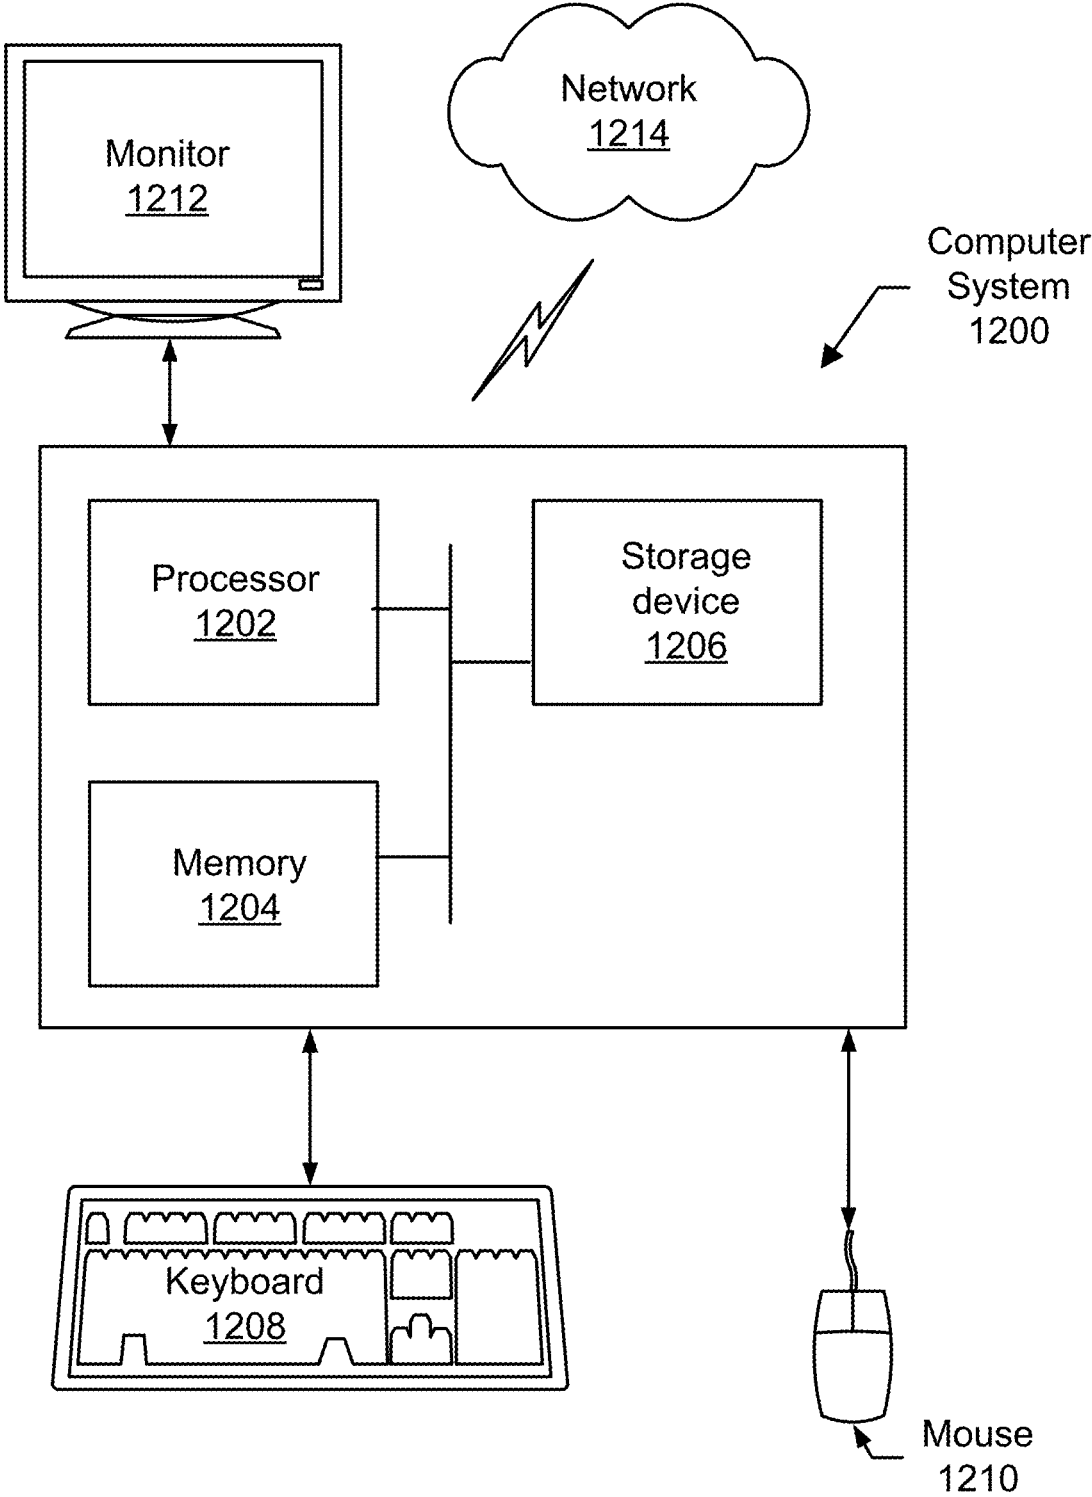 Network
1214
Monitor
1212
Computer
System
1200
Processor
1202
Storage
device
1206
Memory
1204
Keyboard
1208
Mouse
1210